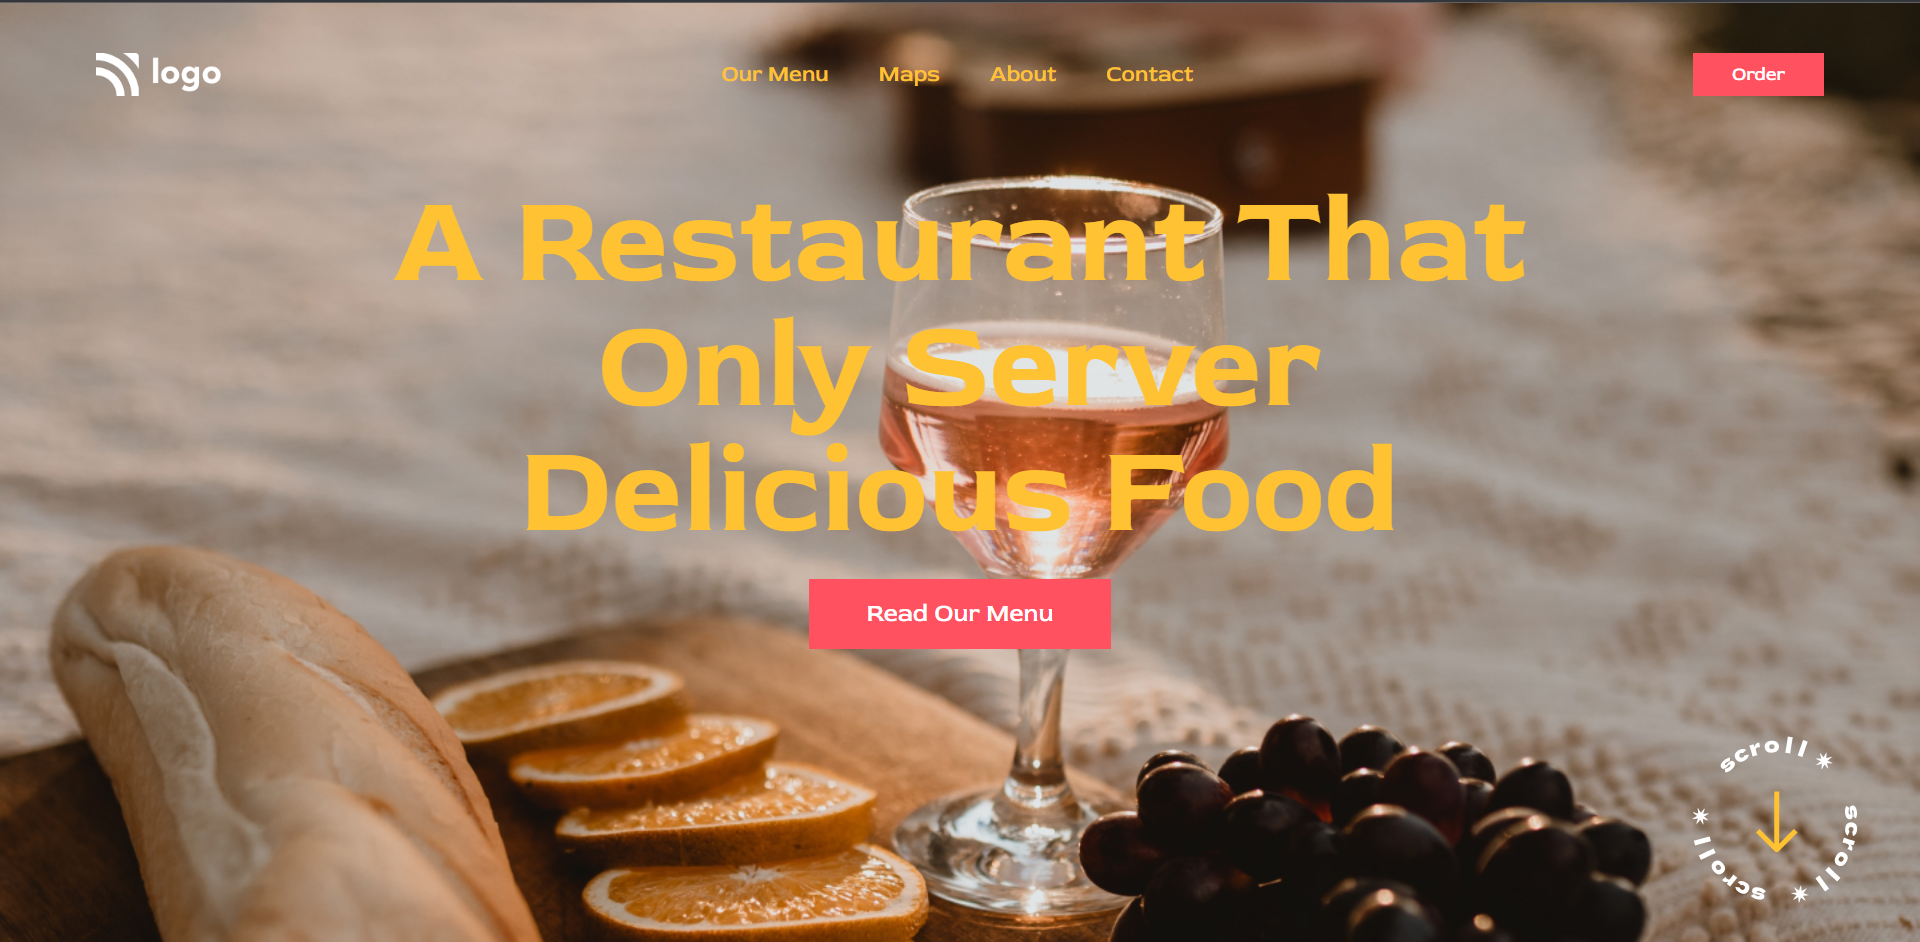 logo
Our Menu Maps About Contact
Order
A Restaurant That
Only Server
Delicious Food
Read Our Menu
scroll
scroll
scroll